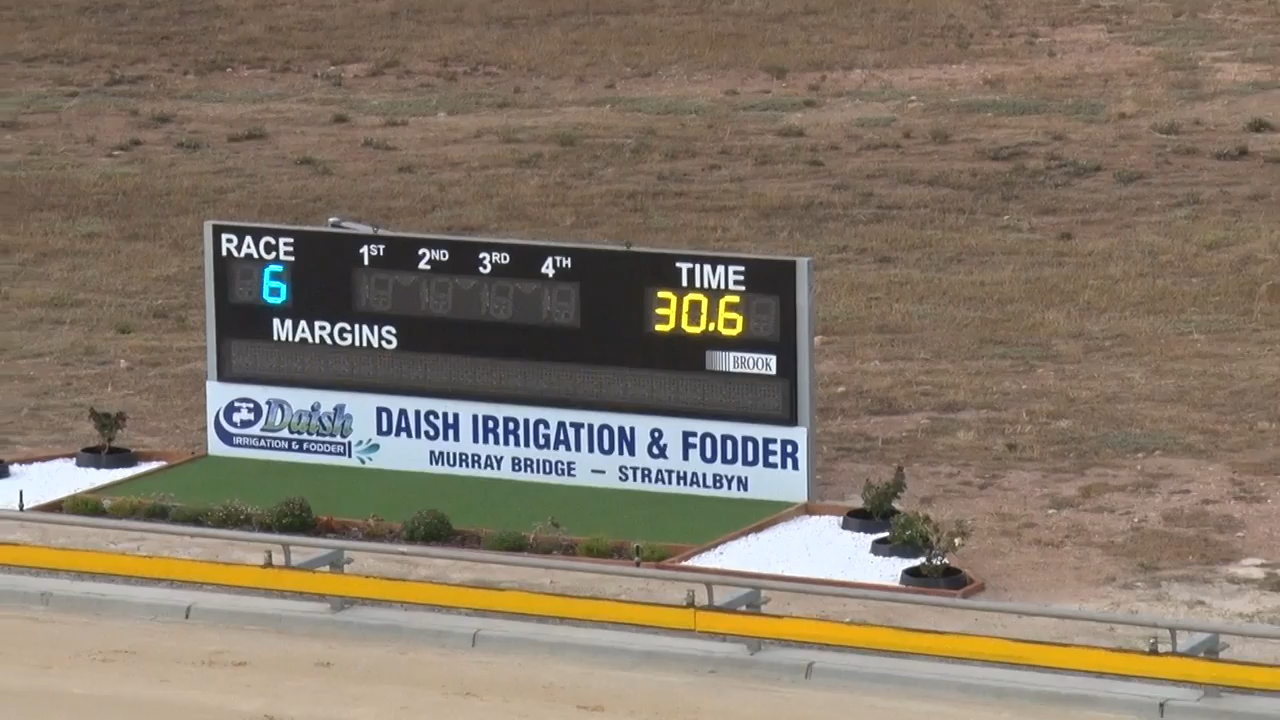 RACE 1ST 2ND 3RD 4TH TIME
6 30.6
MARGINS
BROOK
Daish DAISH IRRIGATION & FODDER
IRRIGATION & FODDER
MURRAY BRIDGE — STRATHALBYN